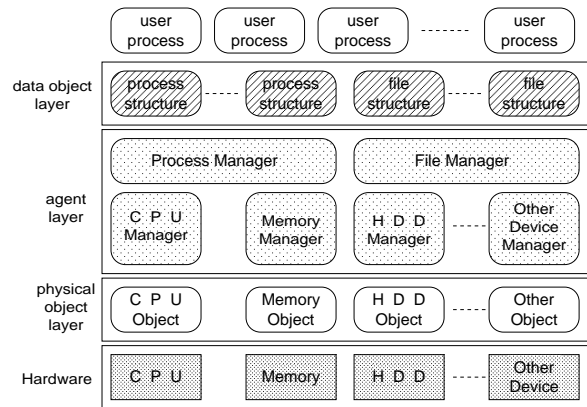 user process
user process
user process
user process
data object layer
process structure
process structure
file structure
file structure
agent layer
Process Manager
File Manager
C P U Manager
Memory Manager
H D D Manager
Other Device Manager
physical object layer
C P U Object
Memory Object
H D D Object
Other Object
Hardware
C P U
Memory
H D D
Other Device